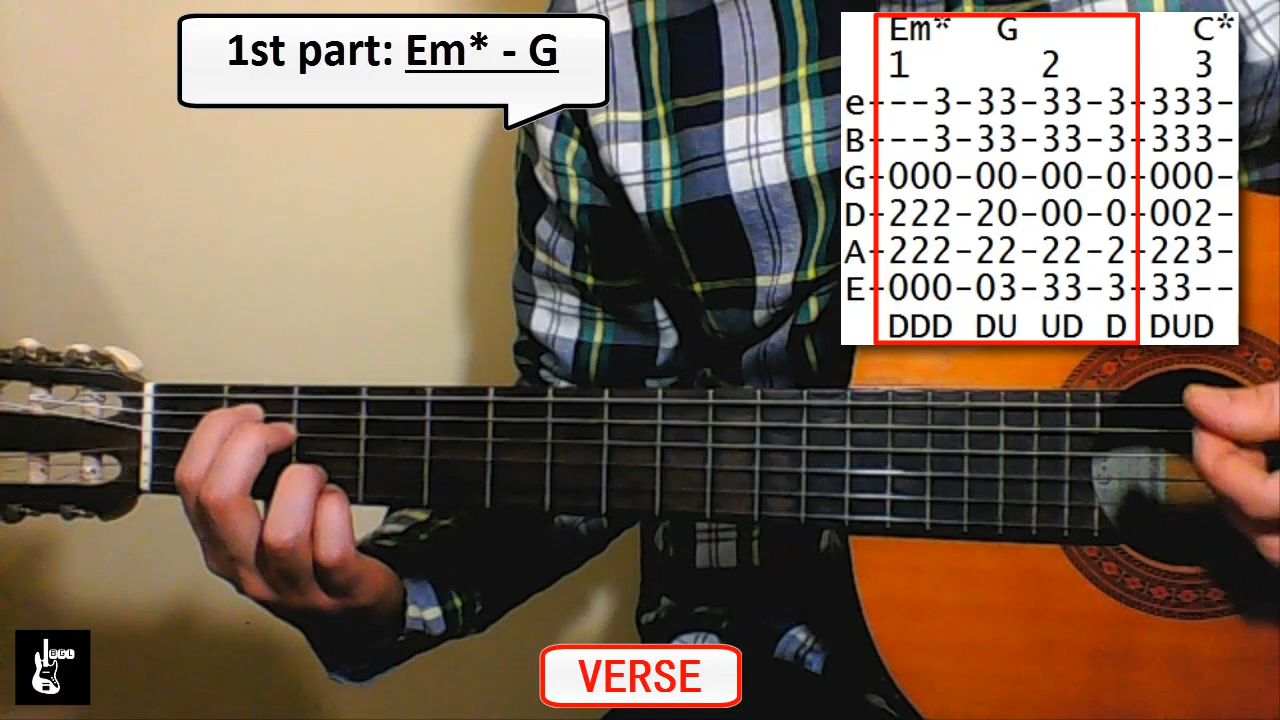 1st part: Em* - G
Em* G C*
1 2 3
e---3-33-33-3-333-
B---3-33-33-3-333-
G-000-00-00-0-000-
D-222-20-00-0-002-
A-222-22-22-2-223-
E-000-03-33-3-33--
DDD DU UD D DUD
BGL
VERSE